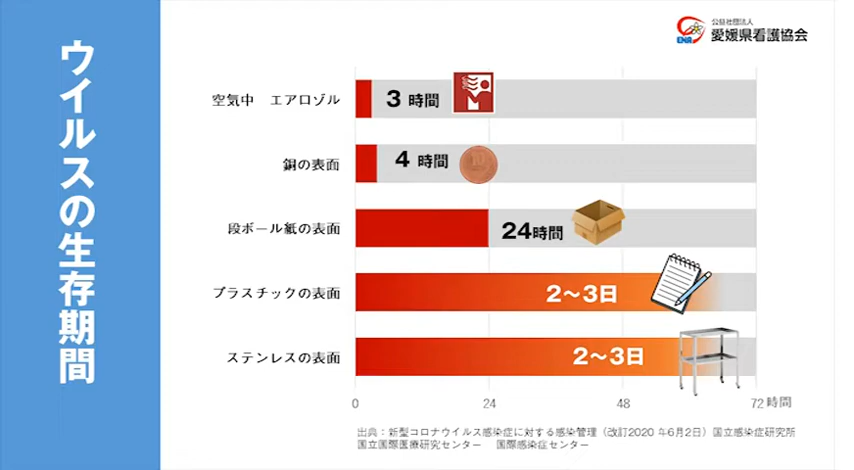 公益社団法人
ENA 愛媛県看護協会
ウイルスの生存期間
空気中 エアロゾル
3 時間
銅の表面
4 時間
段ボール紙の表面
24時間
プラスチックの表面
2～3日
ステンレスの表面
2～3日
0 24 48 72 時間
出典：新型コロナウイルス感染症に対する感染管理（改訂2020 年6月2日）国立感染症研究所
国立国際医療研究センター 国際感染症センター